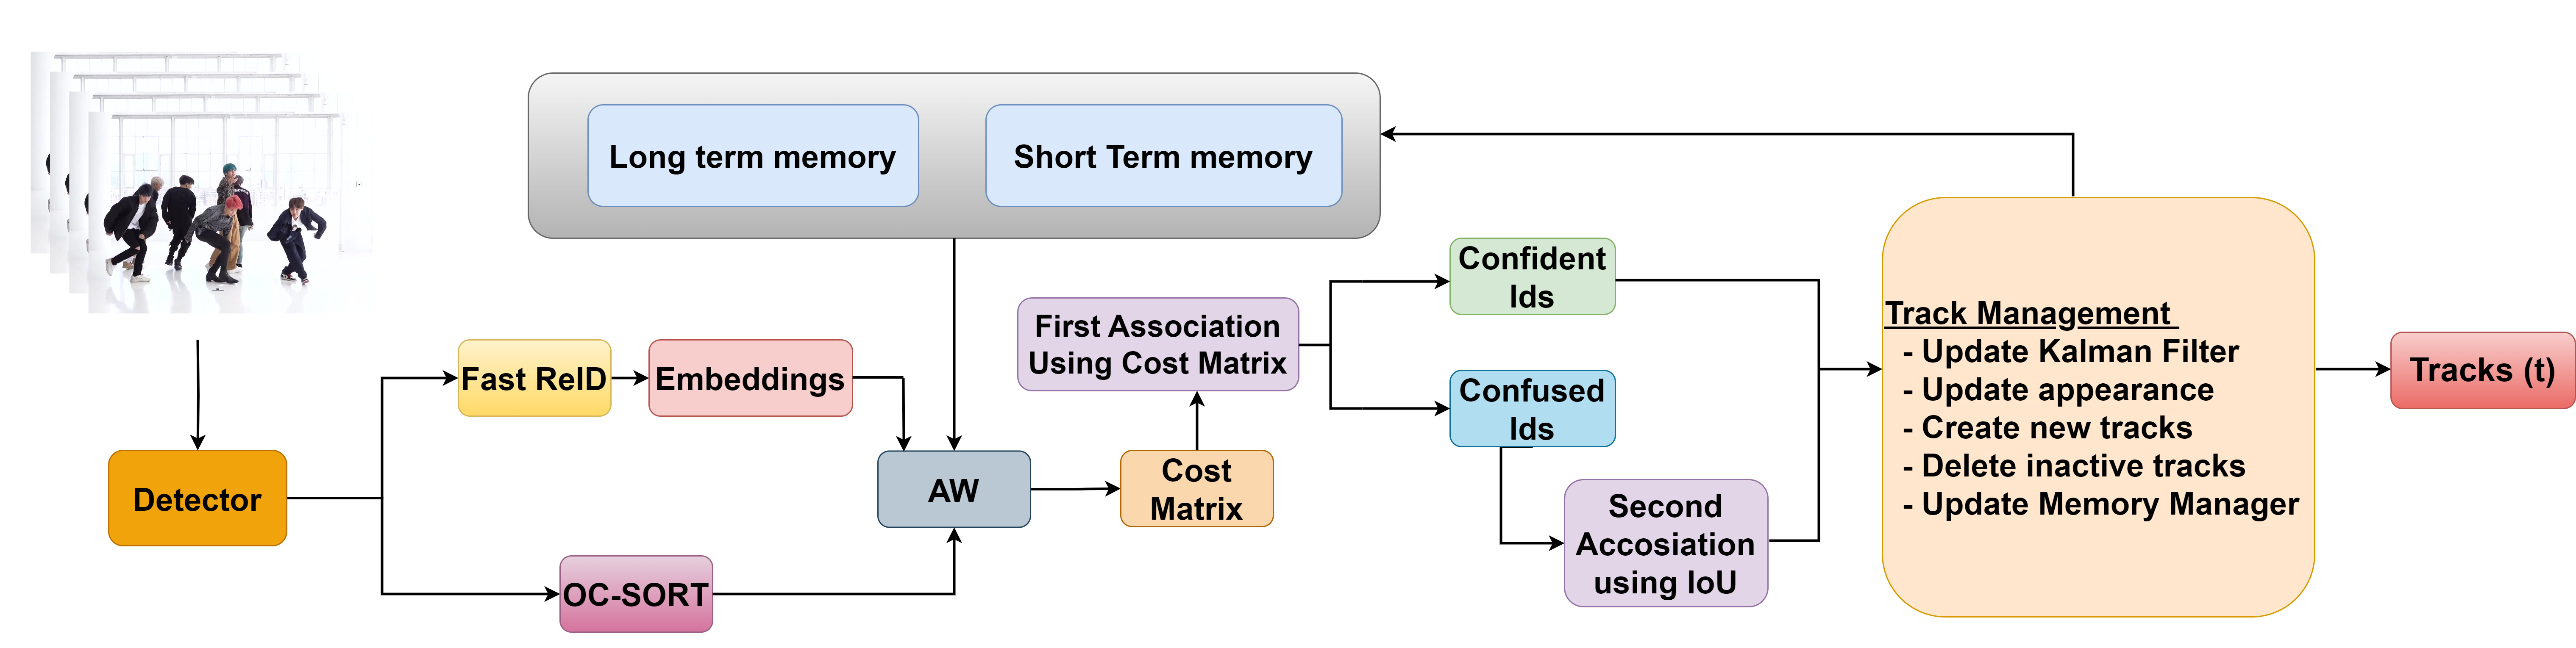 Long term memory
Short Term memory
Fast ReID
Embeddings
Detector
OC-SORT
AW
Cost
Matrix
First Association
Using Cost Matrix
Confident
Ids
Confused
Ids
Second
Accosiation
using IoU
Track Management
- Update Kalman Filter
- Update appearance
- Create new tracks
- Delete inactive tracks
- Update Memory Manager
Tracks (t)